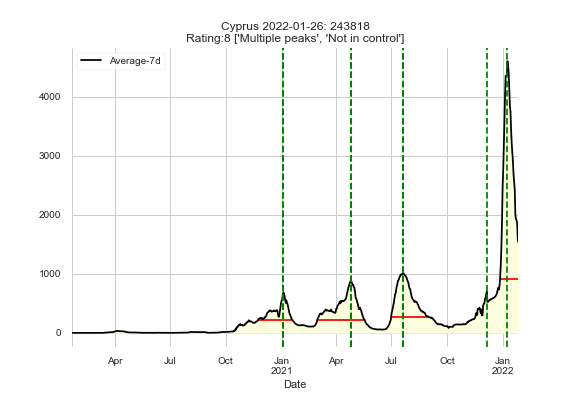 Cyprus 2022-01-26: 243818
Rating:8 ['Multiple peaks', 'Not in control']
Average-7d
4000
3000
2000
1000
0
Apr Jul Oct Jan Apr Jul Oct Jan
2021 2022
Date